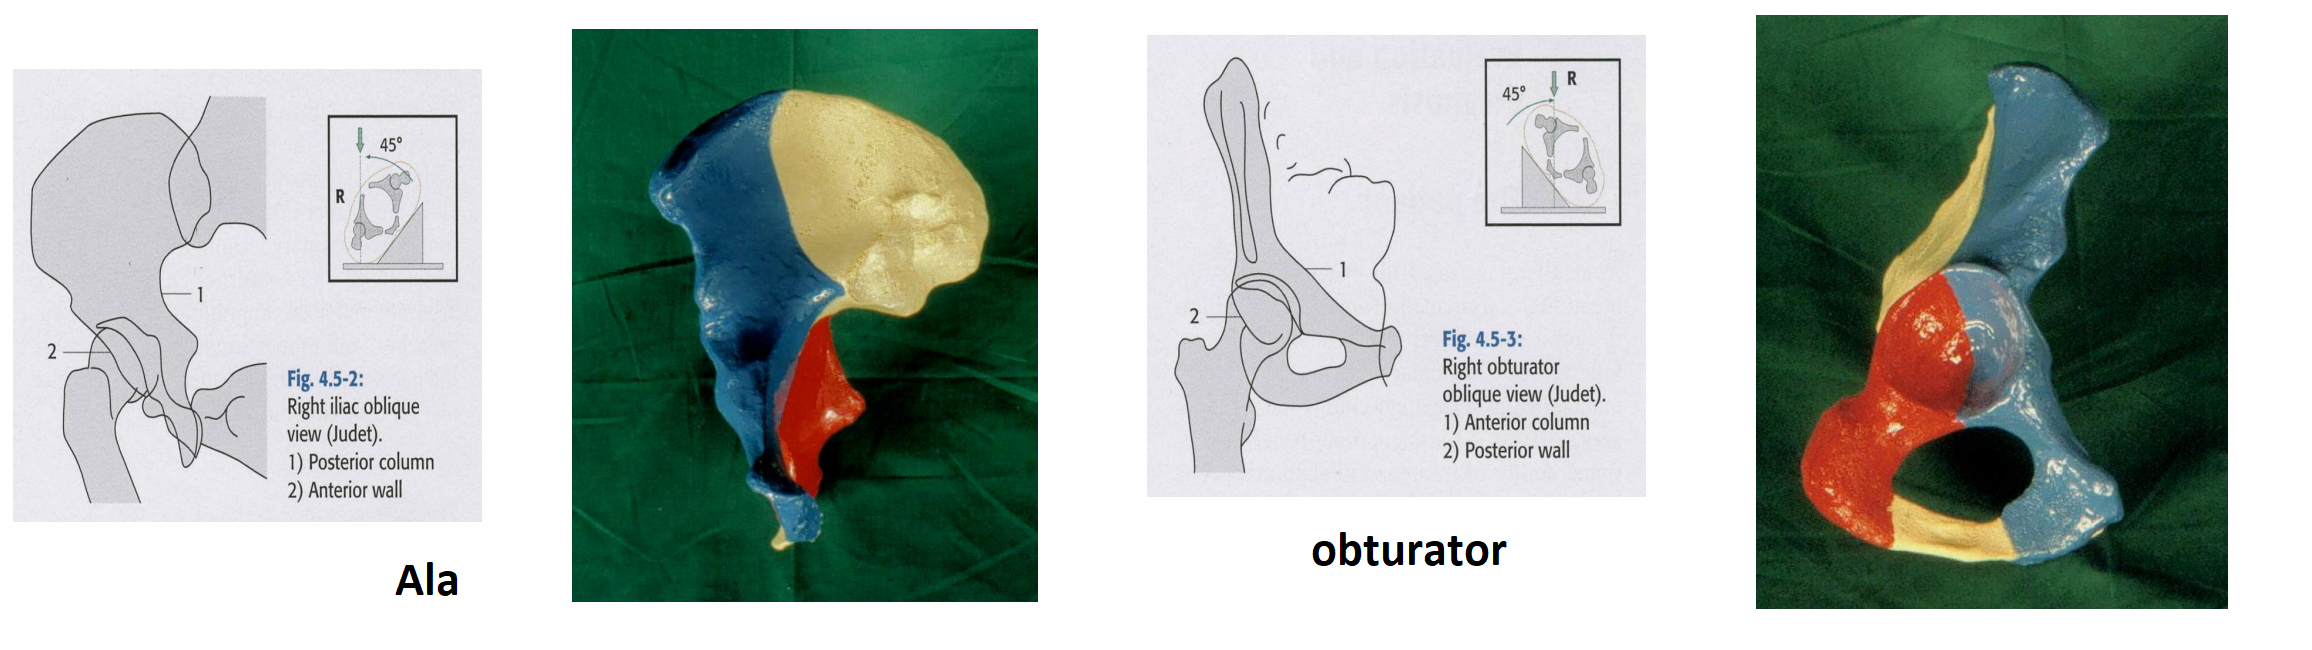 45°
R
1
2
Fig. 4.5-2:
Right iliac oblique
view (Judet).
1) Posterior column
2) Anterior wall
Ala
R
45°
1
2
Fig. 4.5-3:
Right obturator
oblique view (Judet).
1) Anterior column
2) Posterior wall
obturator